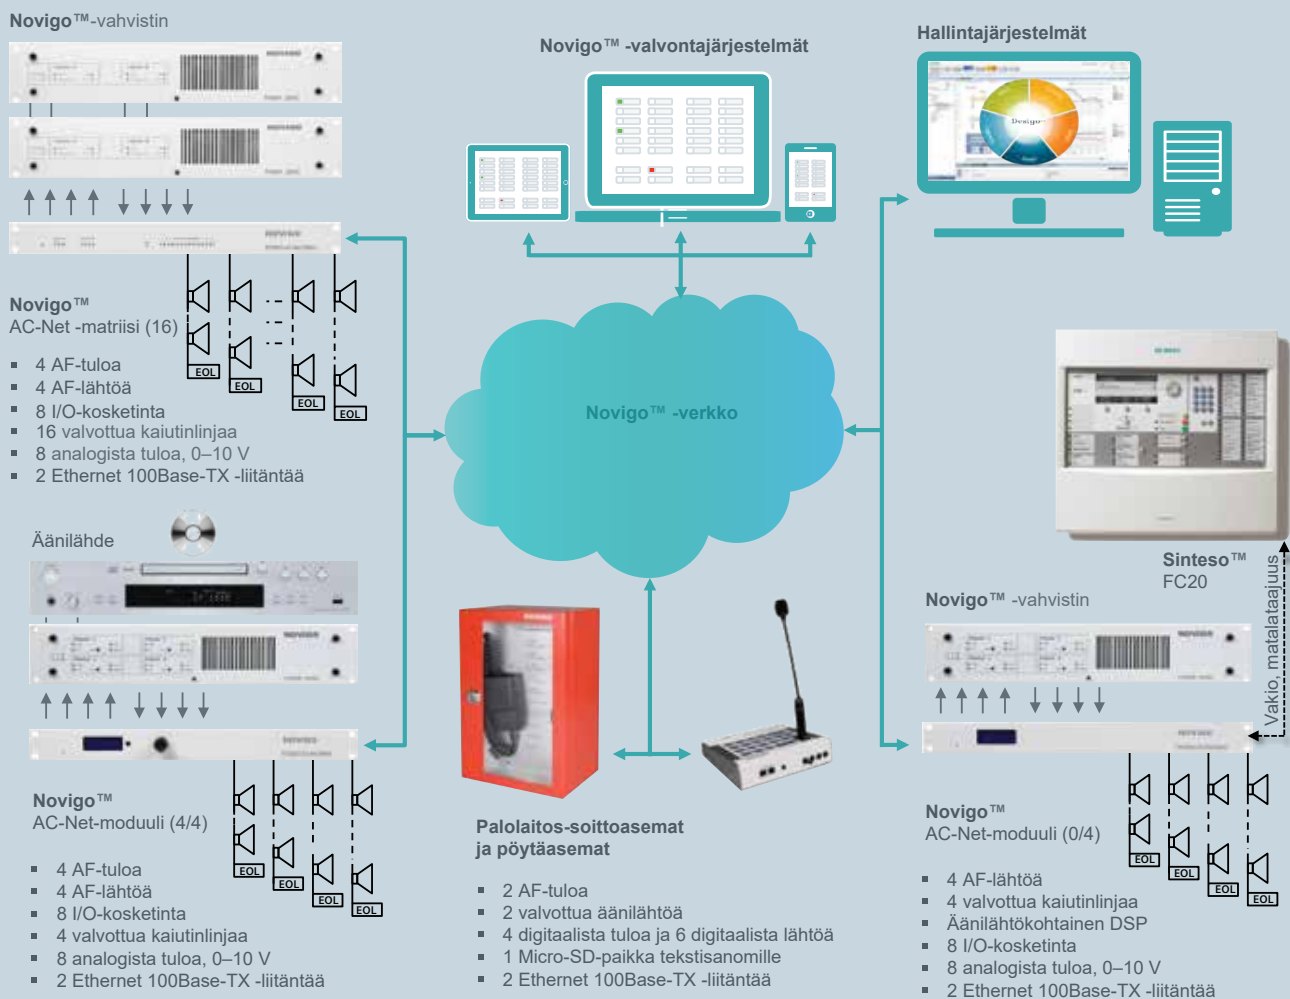 Novigo™-vahvistin
Novigo™ -valvontajärjestelmät
Hallintajärjestelmät
Desigo
Novigo™
AC-Net -matriisi (16)
▪ 4 AF-tuloa
▪ 4 AF-lähtöä
▪ 8 I/O-kosketinta
▪ 16 valvottua kaiutinlinjaa
▪ 8 analogista tuloa, 0–10 V
▪ 2 Ethernet 100Base-TX -liitäntää
EOL
EOL
EOL
EOL
Novigo™ -verkko
SIEMENS
Sinteso™
FC20
Vakio, matalataajuus
Äänilähde
NOVIGO
Novigo™
AC-Net-moduuli (4/4)
▪ 4 AF-tuloa
▪ 4 AF-lähtöä
▪ 8 I/O-kosketinta
▪ 4 valvottua kaiutinlinjaa
▪ 8 analogista tuloa, 0–10 V
▪ 2 Ethernet 100Base-TX -liitäntää
EOL
EOL
EOL
EOL
Palolaitos-soittoasemat
ja pöytäasemat
▪ 2 AF-tuloa
▪ 2 valvottua äänilähtöä
▪ 4 digitaalista tuloa ja 6 digitaalista lähtöä
▪ 1 Micro-SD-paikka tekstisanomille
▪ 2 Ethernet 100Base-TX -liitäntää
Novigo™ -vahvistin
NOVIGO
Novigo™
AC-Net-moduuli (0/4)
▪ 4 AF-lähtöä
▪ 4 valvottua kaiutinlinjaa
▪ Äänilähtökohtainen DSP
▪ 8 I/O-kosketinta
▪ 8 analogista tuloa, 0–10 V
▪ 2 Ethernet 100Base-TX -liitäntää
EOL
EOL
EOL
EOL